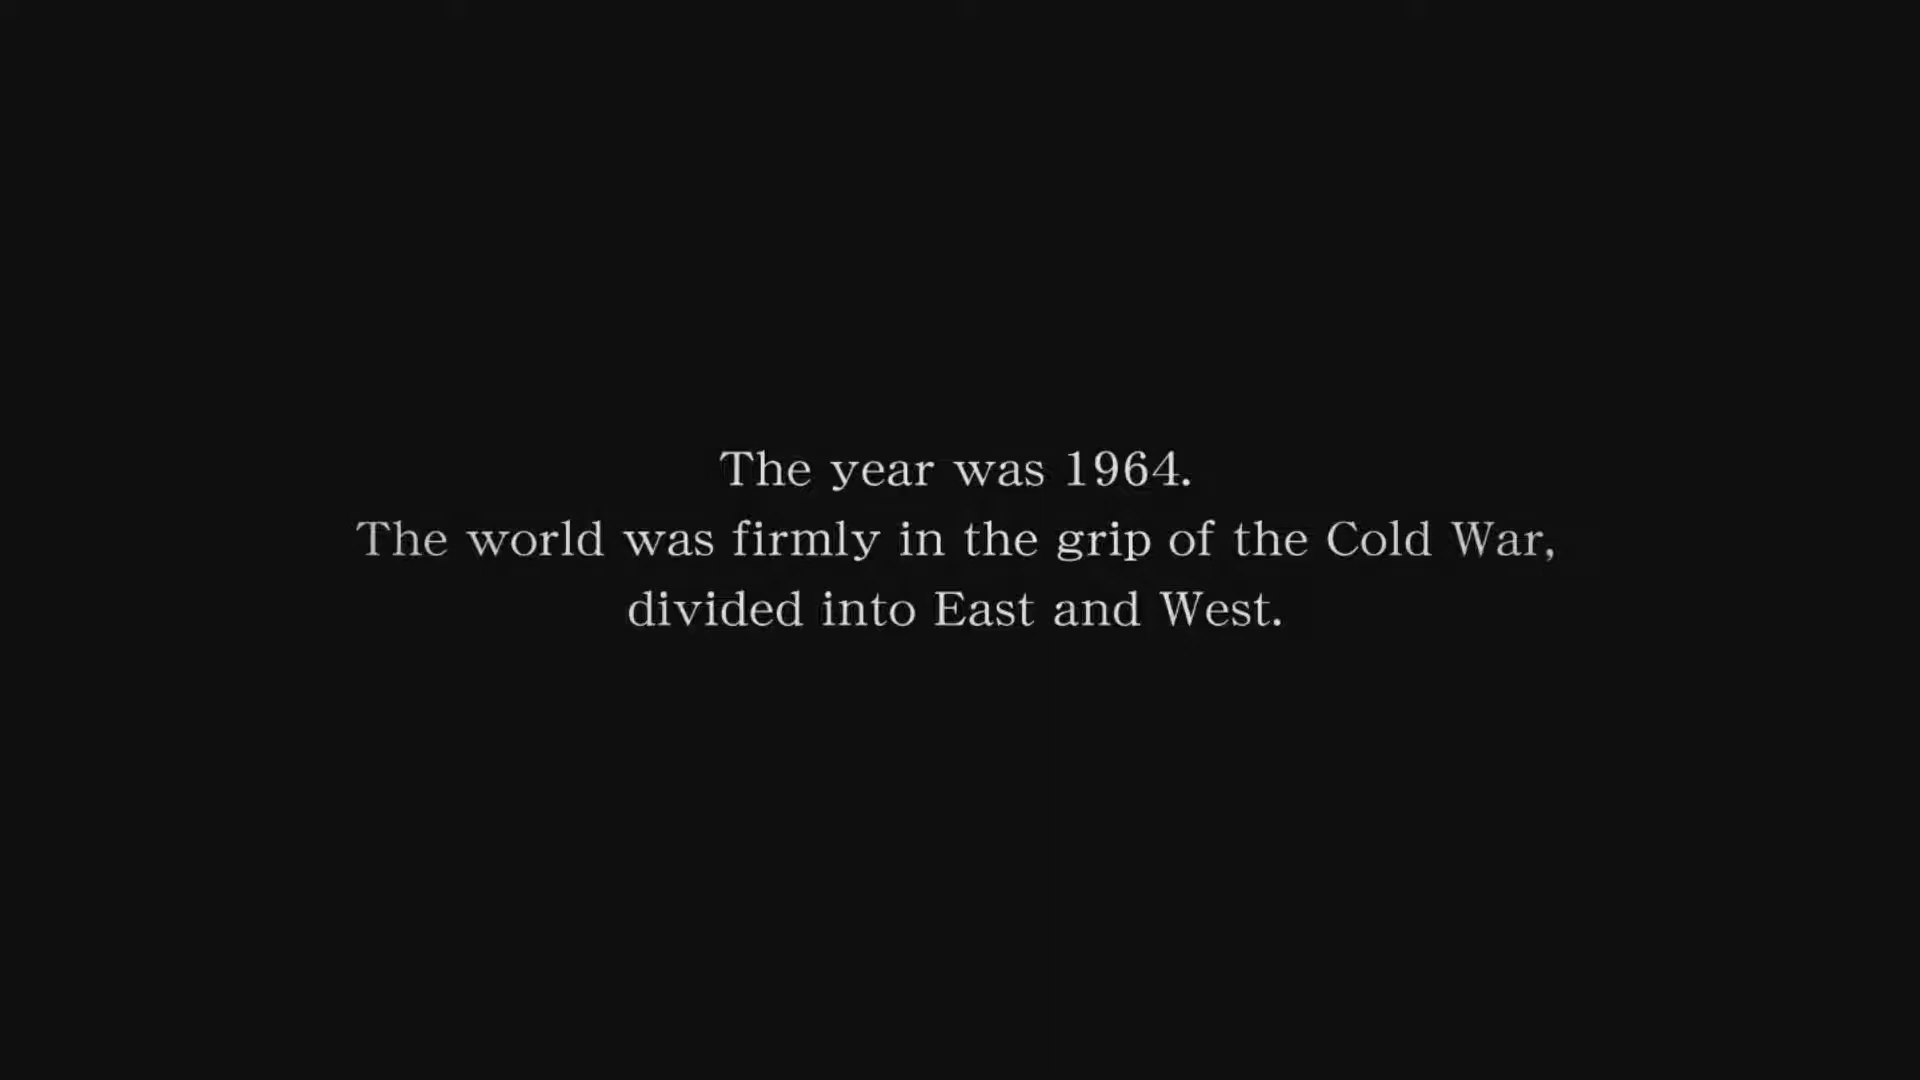 The year was 1964.
The world was firmly in the grip of the Cold War,
divided into East and West.